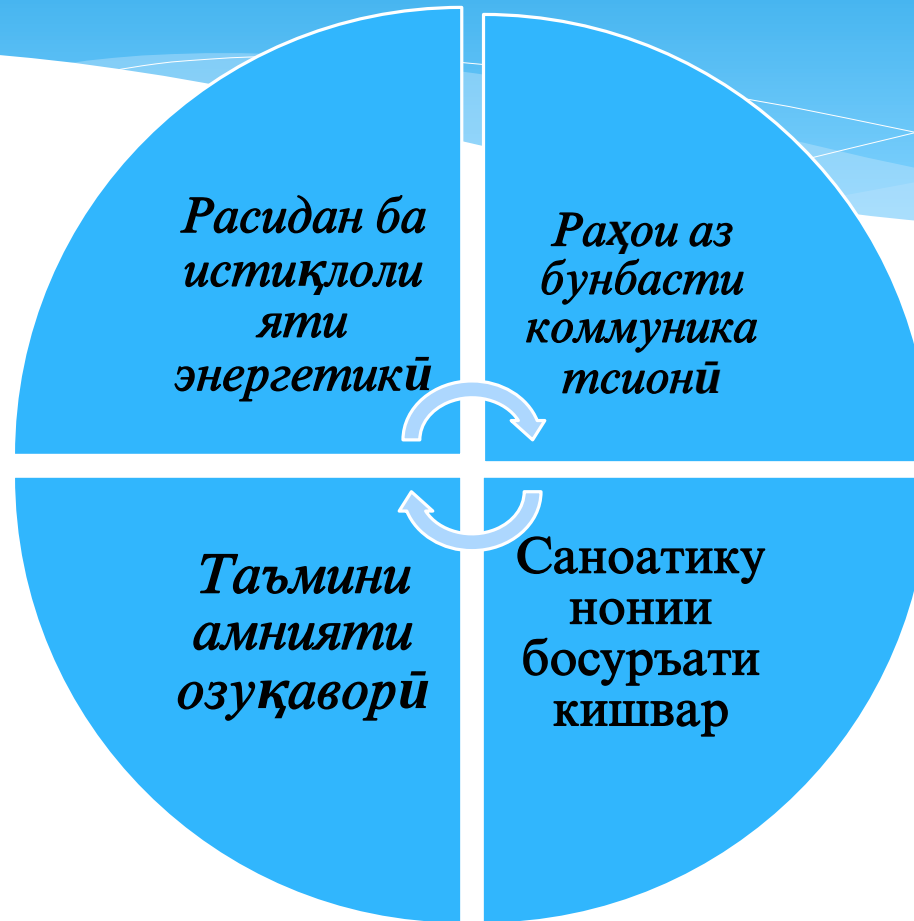 Расидан ба
истиқлоли
яти
энергетикӣ
Раҳои аз
бунбасти
коммуника
тсионӣ
Таъмини
амнияти
озуқаворӣ
Саноатику
нонии
босуръати
кишвар